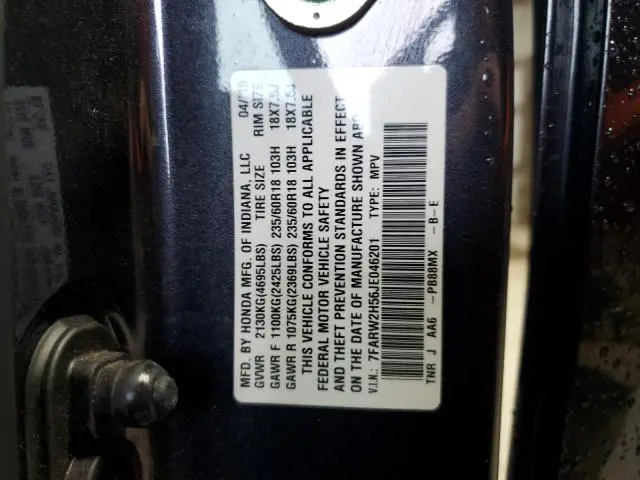 MFD. BY HONDA MFG. OF INDIANA, LLC 04/18
GVWR 2130KG(4695LBS) TIRE SIZE RIM SIZE
GAWR F 1100KG(2425LBS) 235/60R18 103H 18X7.5J
GAWR R 1075KG(2369LBS) 235/60R18 103H 18X7.5J
THIS VEHICLE CONFORMS TO ALL APPLICABLE
FEDERAL MOTOR VEHICLE SAFETY
AND THEFT PREVENTION STANDARDS IN EFFECT
ON THE DATE OF MANUFACTURE SHOWN
V.I.N.: 7FARW2H56JE046201 TYPE: MPV
TNR J AA6 -PB88MX -B-E